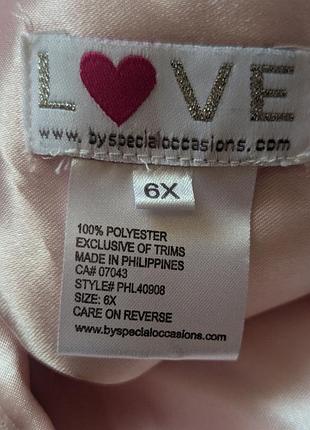 L❤VE
www.byspecialoccasions.com
6X
100% POLYESTER
EXCLUSIVE OF TRIMS
MADE IN PHILIPPINES
CA# 07043
STYLE# PHL40908
SIZE: 6X
CARE ON REVERSE
www.byspecialoccasions.com